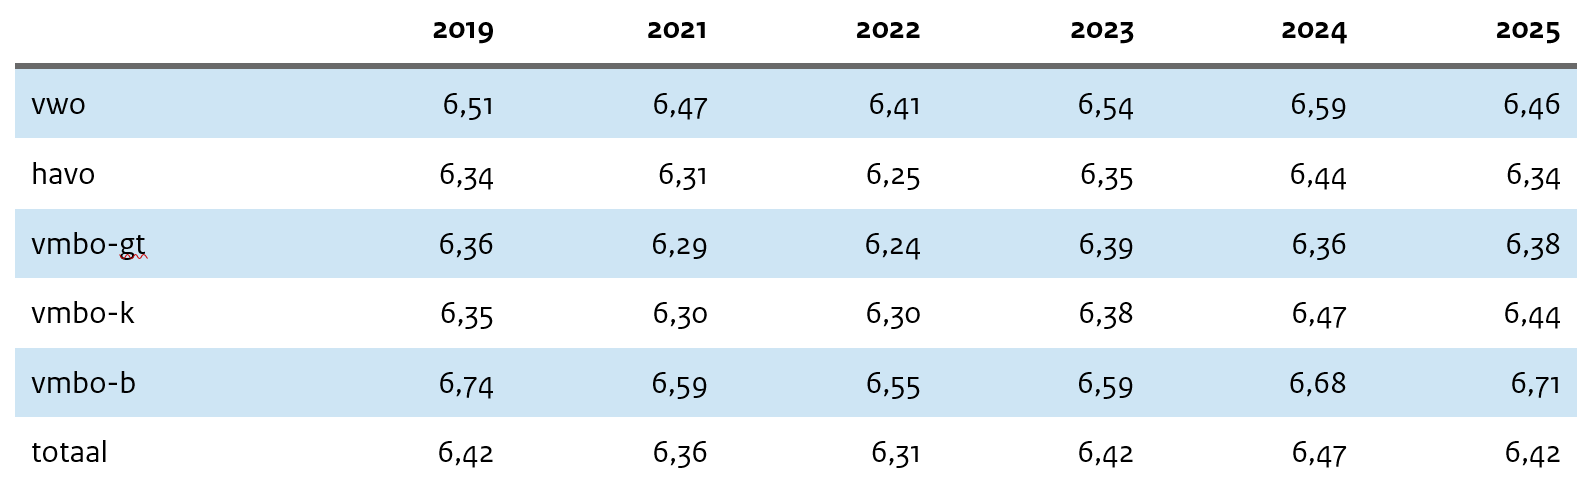 2019 2021 2022 2023 2024 2025
vwo 6,51 6,47 6,41 6,54 6,59 6,46
havo 6,34 6,31 6,25 6,35 6,44 6,34
vmbo-gt 6,36 6,29 6,24 6,39 6,36 6,38
vmbo-k 6,35 6,30 6,30 6,38 6,47 6,44
vmbo-b 6,74 6,59 6,55 6,59 6,68 6,71
totaal 6,42 6,36 6,31 6,42 6,47 6,42